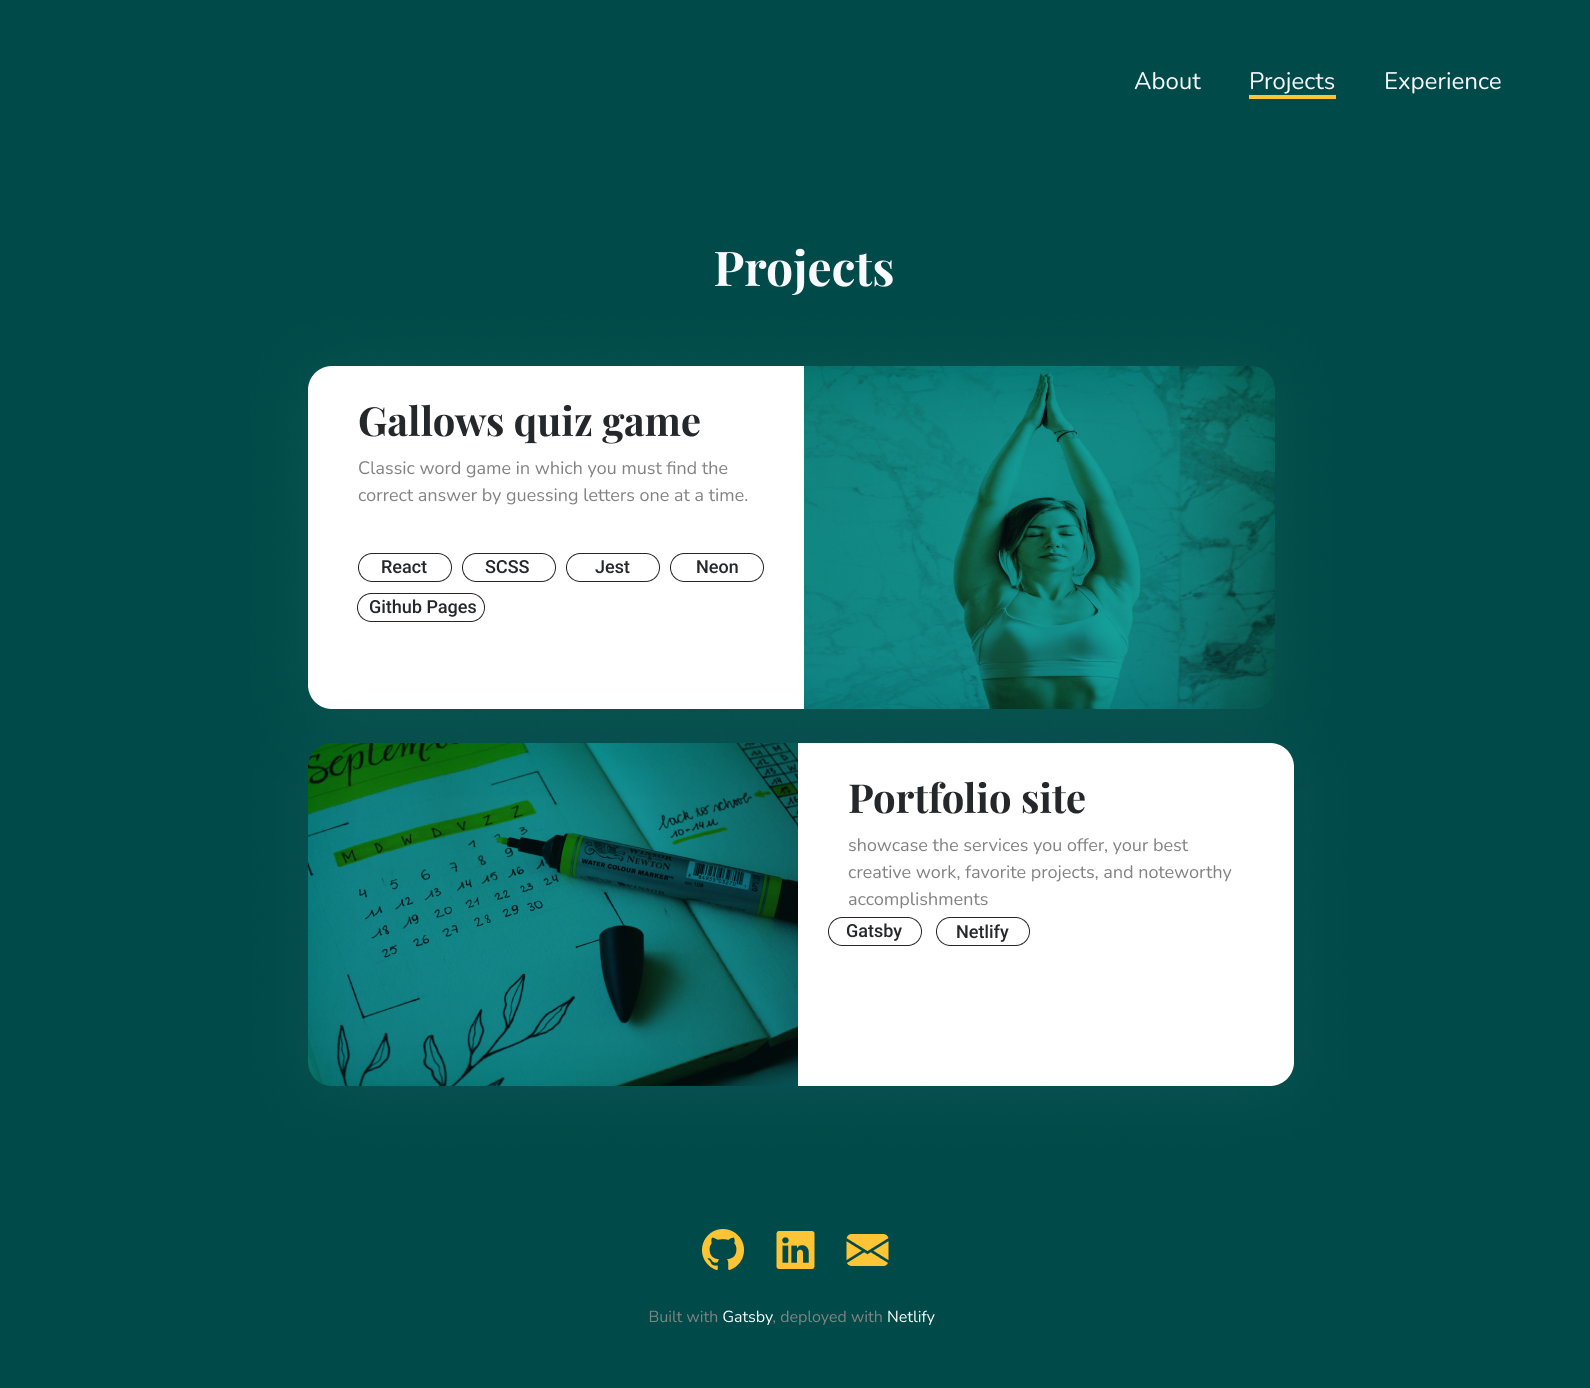 About Projects Experience
Projects
Gallows quiz game
Classic word game in which you must find the
correct answer by guessing letters one at a time.
React SCSS Jest Neon
Github Pages
Septem
M D W D V Z Z
1 2 3
4 5 6 7 8 9
11 12 13 14 15 16
18 19 20 21 22 23 24
25 26 27 28 29 30
back to school
10-14u
WINSOR
NEWTON
WATER COLOUR MARKER™
Portfolio site
showcase the services you offer, your best
creative work, favorite projects, and noteworthy
accomplishments
Gatsby Netlify
in
Built with Gatsby, deployed with Netlify